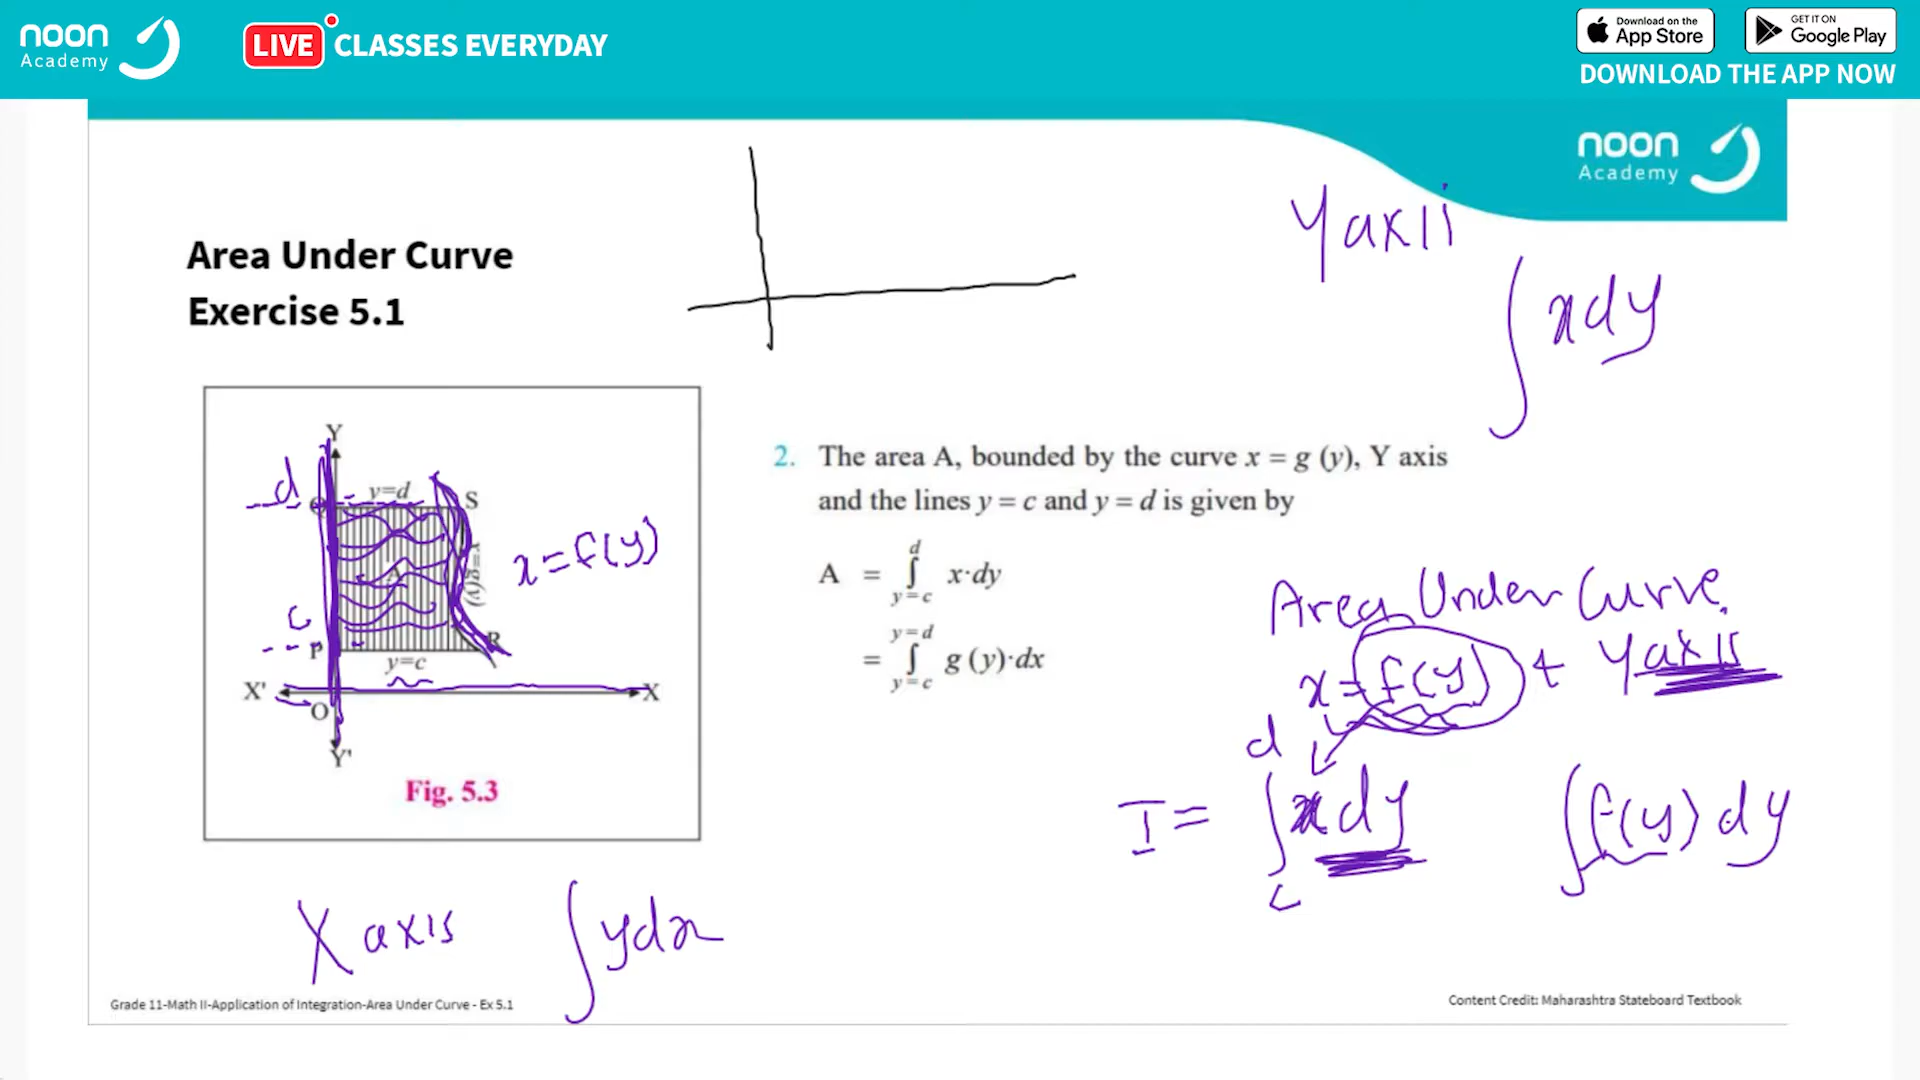 noon
Academy
LIVE CLASSES EVERYDAY
Download on the
App Store
GET IT ON
Google Play
DOWNLOAD THE APP NOW
noon
Academy
Area Under Curve
Exercise 5.1
Y axis
∫ x dy
Y
d
y=d
S
x=g(y)
x = f(y)
A
c
P
R
y=c
X'
O
X
Y'
Fig. 5.3
2. The area A, bounded by the curve x = g (y), Y axis
and the lines y = c and y = d is given by
A = ∫ y = c d x·dy
= ∫ y = c y = d g (y)·dx
Area Under Curve
x = f(y) & Y axis
I = ∫ c d x dy
∫ f(y) dy
X axis
∫ y dx
Grade 11-Math II-Application of Integration-Area Under Curve - Ex 5.1
Content Credit: Maharashtra Stateboard Textbook